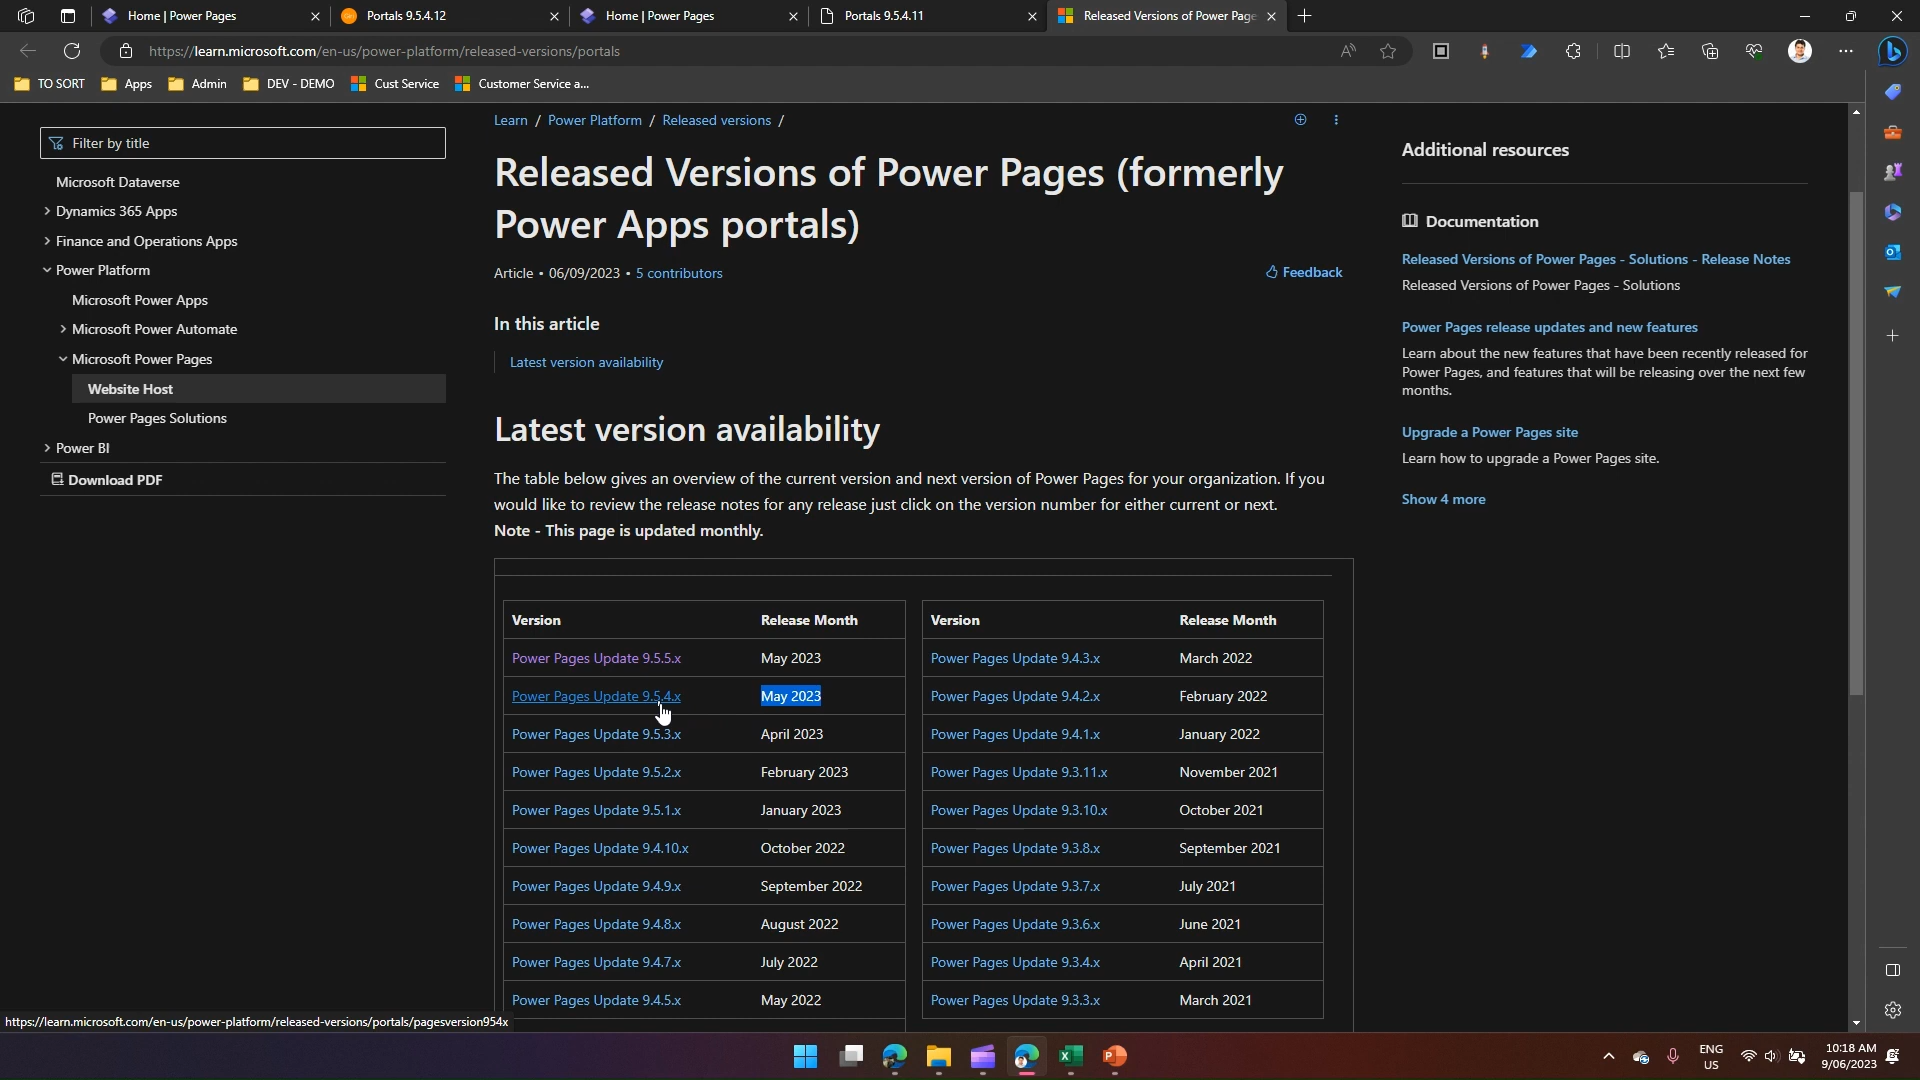 Home | Power Pages
Portals 9.5.4.12
Home | Power Pages
Portals 9.5.4.11
Released Versions of Power Page
https://learn.microsoft.com/en-us/power-platform/released-versions/portals
TO SORT
Apps
Admin
DEV - DEMO
Cust Service
Customer Service a...
Filter by title
Microsoft Dataverse
Dynamics 365 Apps
Finance and Operations Apps
Power Platform
Microsoft Power Apps
Microsoft Power Automate
Microsoft Power Pages
Website Host
Power Pages Solutions
Power BI
Download PDF
Learn / Power Platform / Released versions /
Released Versions of Power Pages (formerly
Power Apps portals)
Article • 06/09/2023 • 5 contributors
Feedback
In this article
Latest version availability
Latest version availability
The table below gives an overview of the current version and next version of Power Pages for your organization. If you
would like to review the release notes for any release just click on the version number for either current or next.
Note - This page is updated monthly.
Version Release Month Version Release Month
Power Pages Update 9.5.5.x May 2023 Power Pages Update 9.4.3.x March 2022
Power Pages Update 9.5.4.x May 2023 Power Pages Update 9.4.2.x February 2022
Power Pages Update 9.5.3.x April 2023 Power Pages Update 9.4.1.x January 2022
Power Pages Update 9.5.2.x February 2023 Power Pages Update 9.3.11.x November 2021
Power Pages Update 9.5.1.x January 2023 Power Pages Update 9.3.10.x October 2021
Power Pages Update 9.4.10.x October 2022 Power Pages Update 9.3.8.x September 2021
Power Pages Update 9.4.9.x September 2022 Power Pages Update 9.3.7.x July 2021
Power Pages Update 9.4.8.x August 2022 Power Pages Update 9.3.6.x June 2021
Power Pages Update 9.4.7.x July 2022 Power Pages Update 9.3.4.x April 2021
Power Pages Update 9.4.5.x May 2022 Power Pages Update 9.3.3.x March 2021
Additional resources
Documentation
Released Versions of Power Pages - Solutions - Release Notes
Released Versions of Power Pages - Solutions
Power Pages release updates and new features
Learn about the new features that have been recently released for
Power Pages, and features that will be releasing over the next few
months.
Upgrade a Power Pages site
Learn how to upgrade a Power Pages site.
Show 4 more
https://learn.microsoft.com/en-us/power-platform/released-versions/portals/pagesversion954x
ENG
US
10:18 AM
9/06/2023